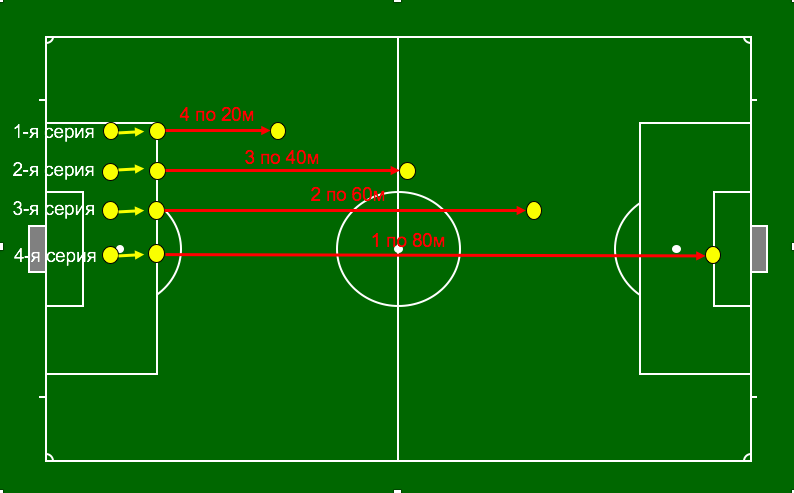 4 по 20м
1-я серия
3 по 40м
2-я серия
2 по 60м
3-я серия
1 по 80м
4-я серия